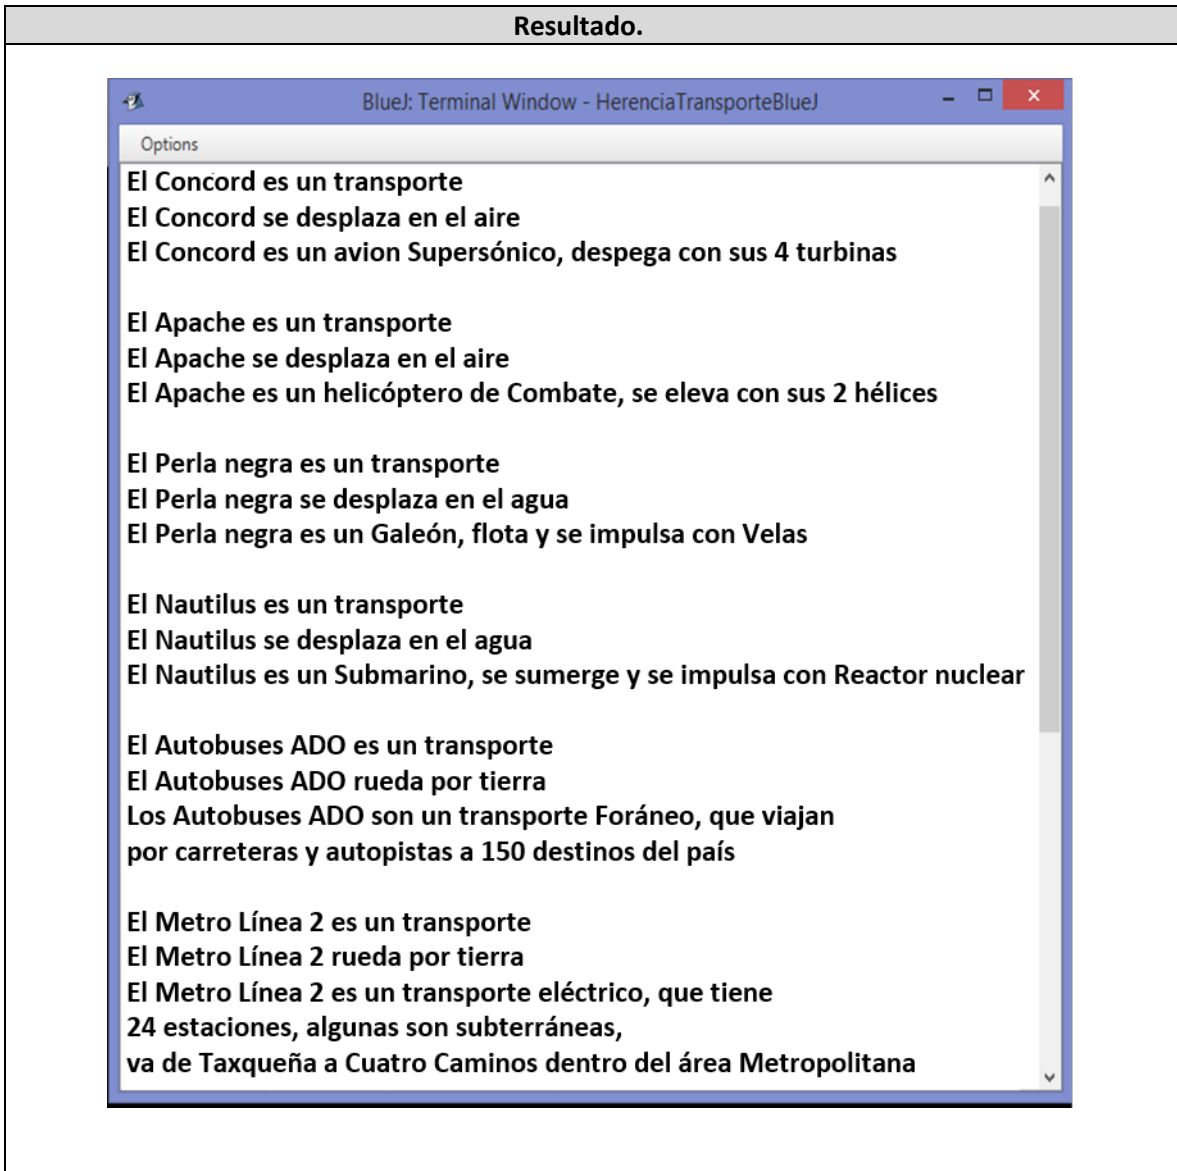 Resultado.
BlueJ: Terminal Window - HerenciaTransporteBlueJ
Options
El Concord es un transporte
El Concord se desplaza en el aire
El Concord es un avion Supersónico, despega con sus 4 turbinas
El Apache es un transporte
El Apache se desplaza en el aire
El Apache es un helicóptero de Combate, se eleva con sus 2 hélices
El Perla negra es un transporte
El Perla negra se desplaza en el agua
El Perla negra es un Galeón, flota y se impulsa con Velas
El Nautilus es un transporte
El Nautilus se desplaza en el agua
El Nautilus es un Submarino, se sumerge y se impulsa con Reactor nuclear
El Autobuses ADO es un transporte
El Autobuses ADO rueda por tierra
Los Autobuses ADO son un transporte Foráneo, que viajan
por carreteras y autopistas a 150 destinos del país
El Metro Línea 2 es un transporte
El Metro Línea 2 rueda por tierra
El Metro Línea 2 es un transporte eléctrico, que tiene
24 estaciones, algunas son subterráneas,
va de Taxqueña a Cuatro Caminos dentro del área Metropolitana